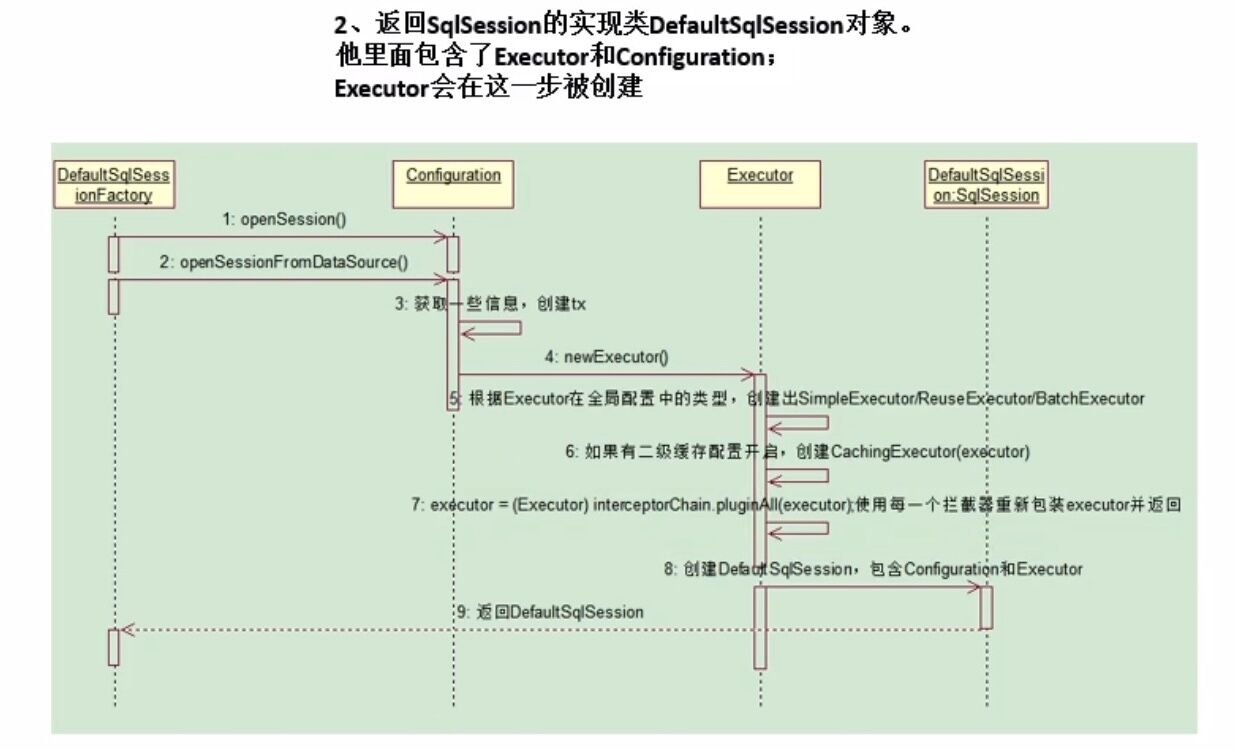 2、返回SqlSession的实现类DefaultSqlSession对象。
他里面包含了Executor和Configuration；
Executor会在这一步被创建
DefaultSqlSess
ionFactory
Configuration
Executor
DefaultSqlSessi
on:SqlSession
1: openSession()
2: openSessionFromDataSource()
3: 获取一些信息，创建tx
4: newExecutor()
5: 根据Executor在全局配置中的类型，创建出SimpleExecutor/ReuseExecutor/BatchExecutor
6: 如果有二级缓存配置开启，创建CachingExecutor(executor)
7: executor = (Executor) interceptorChain.pluginAll(executor);使用每一个拦截器重新包装executor并返回
8: 创建DefaultSqlSession，包含Configuration和Executor
9: 返回DefaultSqlSession